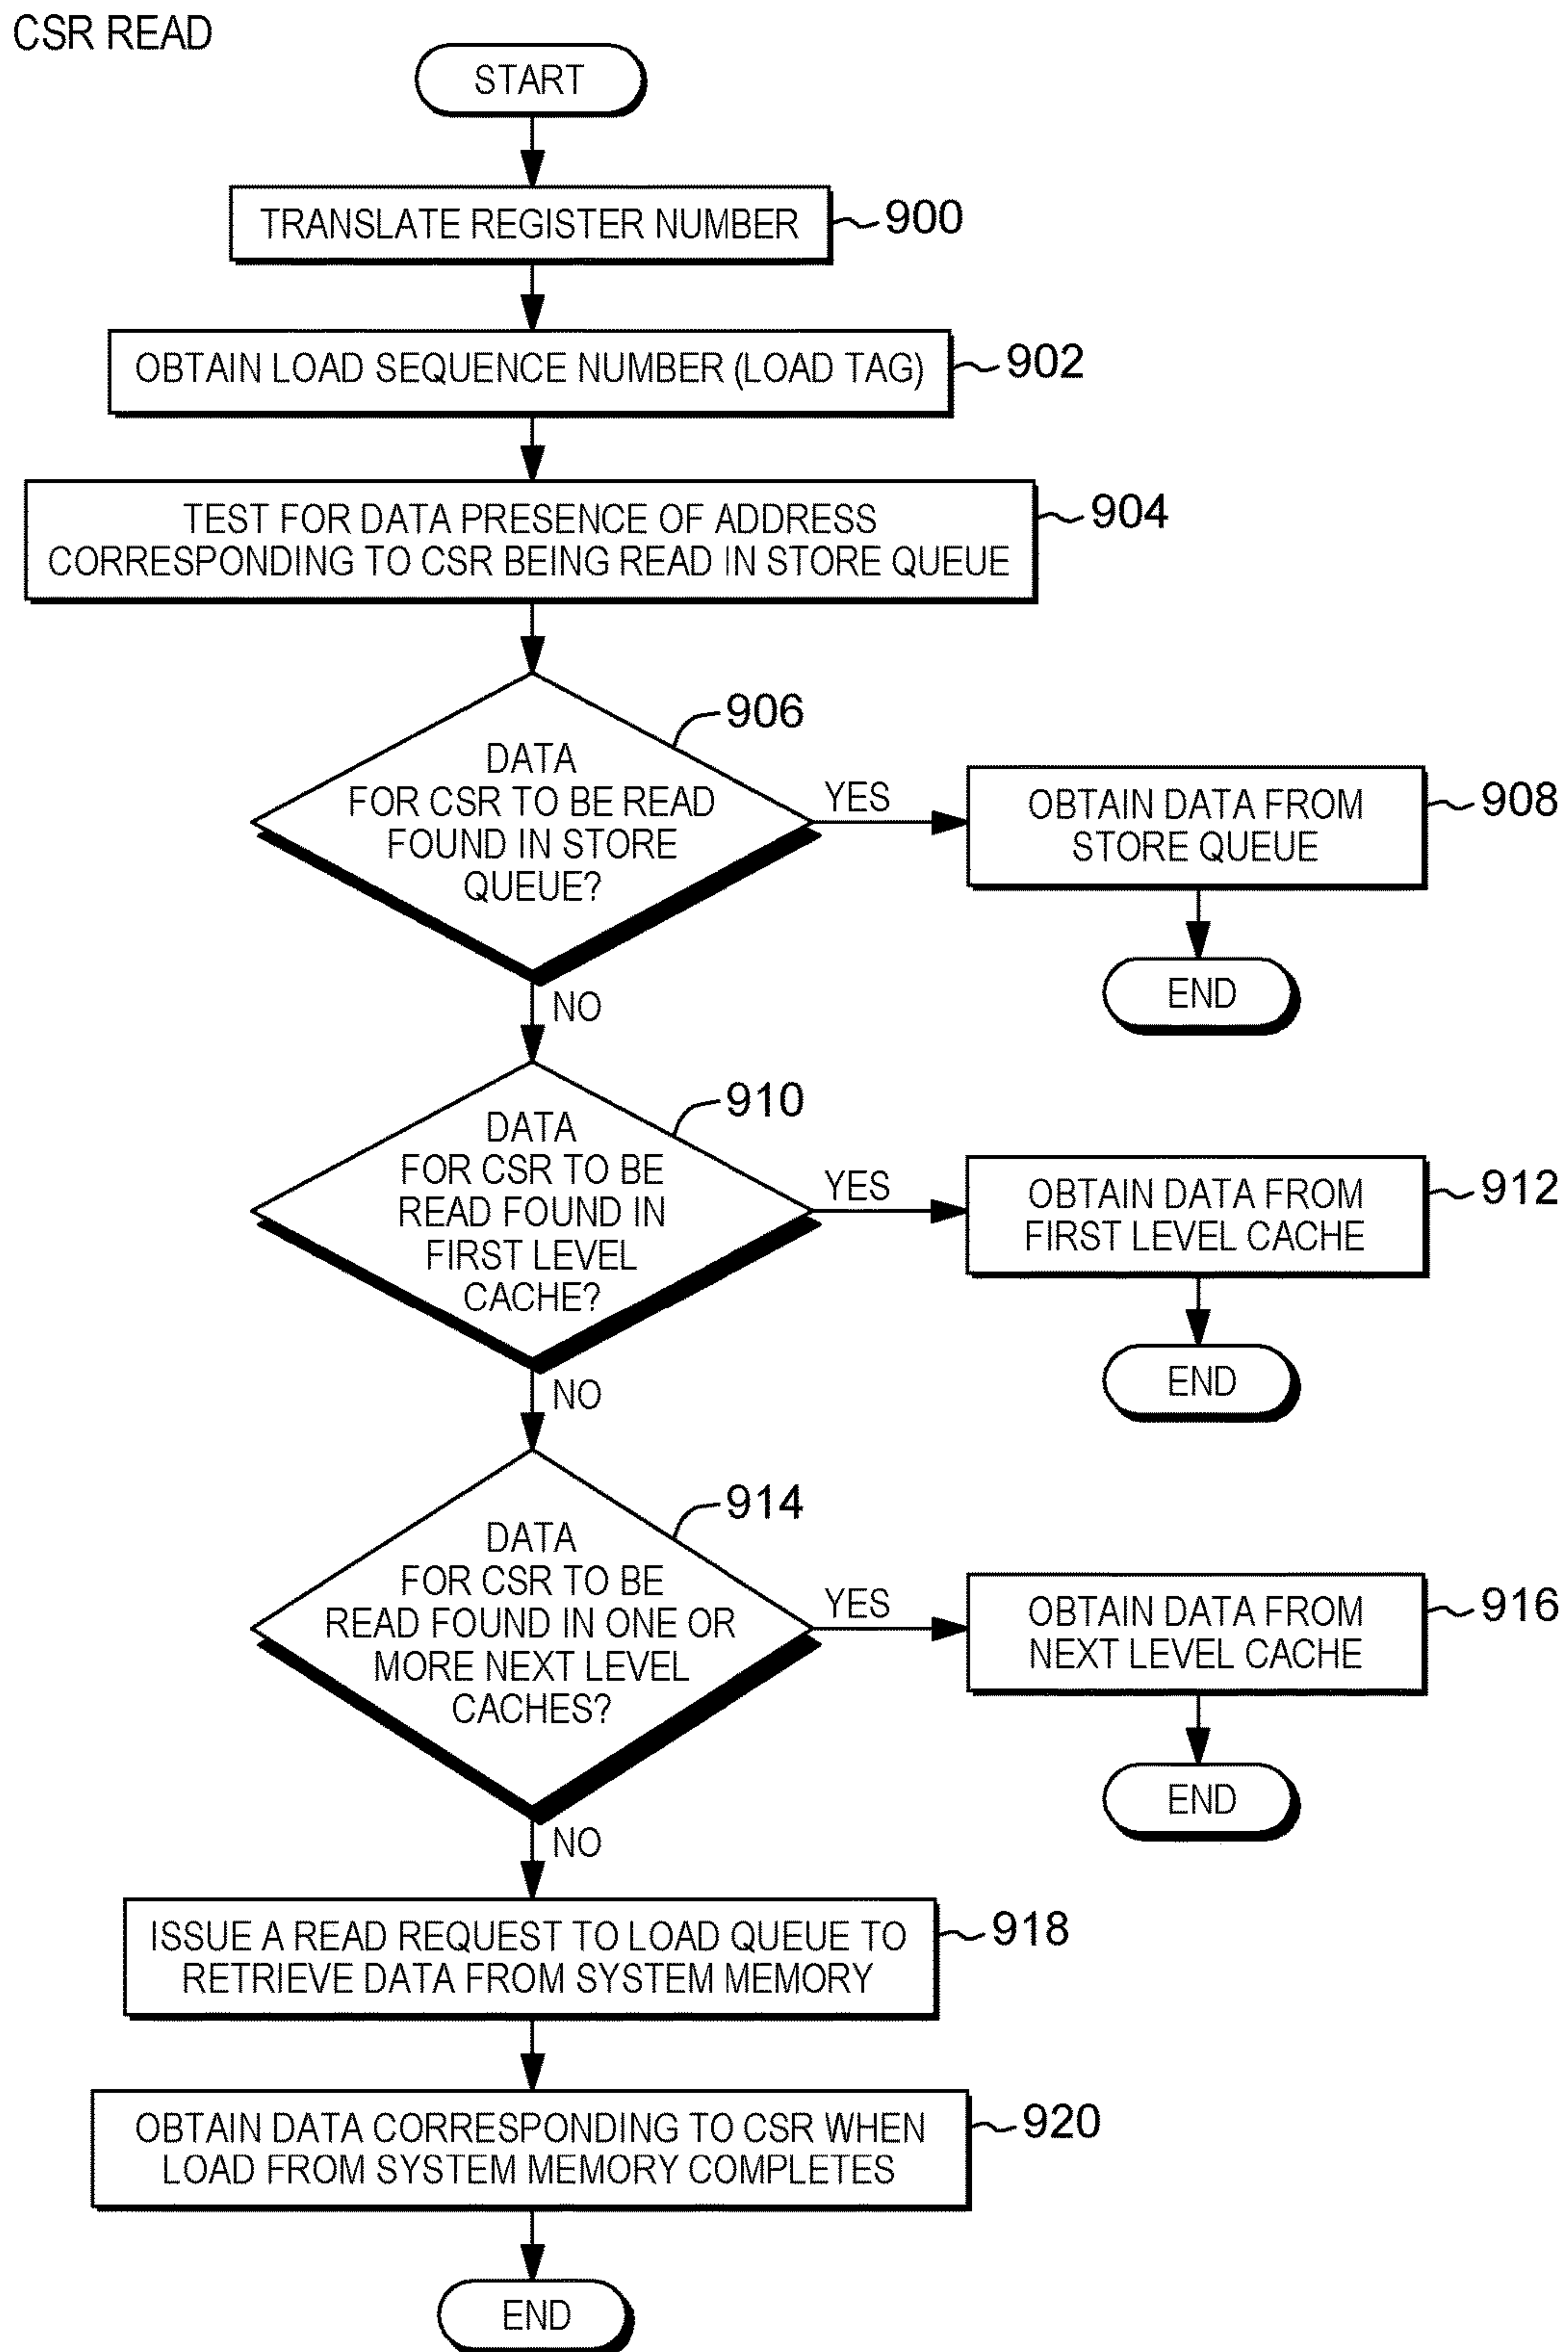 CSR READ
START
TRANSLATE REGISTER NUMBER
900
OBTAIN LOAD SEQUENCE NUMBER (LOAD TAG)
902
TEST FOR DATA PRESENCE OF ADDRESS
CORRESPONDING TO CSR BEING READ IN STORE QUEUE
904
906
DATA
FOR CSR TO BE READ
FOUND IN STORE
QUEUE?
YES
OBTAIN DATA FROM
STORE QUEUE
908
END
NO
910
DATA
FOR CSR TO BE
READ FOUND IN
FIRST LEVEL
CACHE?
YES
OBTAIN DATA FROM
FIRST LEVEL CACHE
912
END
NO
914
DATA
FOR CSR TO BE
READ FOUND IN ONE OR
MORE NEXT LEVEL
CACHES?
YES
OBTAIN DATA FROM
NEXT LEVEL CACHE
916
END
NO
ISSUE A READ REQUEST TO LOAD QUEUE TO
RETRIEVE DATA FROM SYSTEM MEMORY
918
OBTAIN DATA CORRESPONDING TO CSR WHEN
LOAD FROM SYSTEM MEMORY COMPLETES
920
END